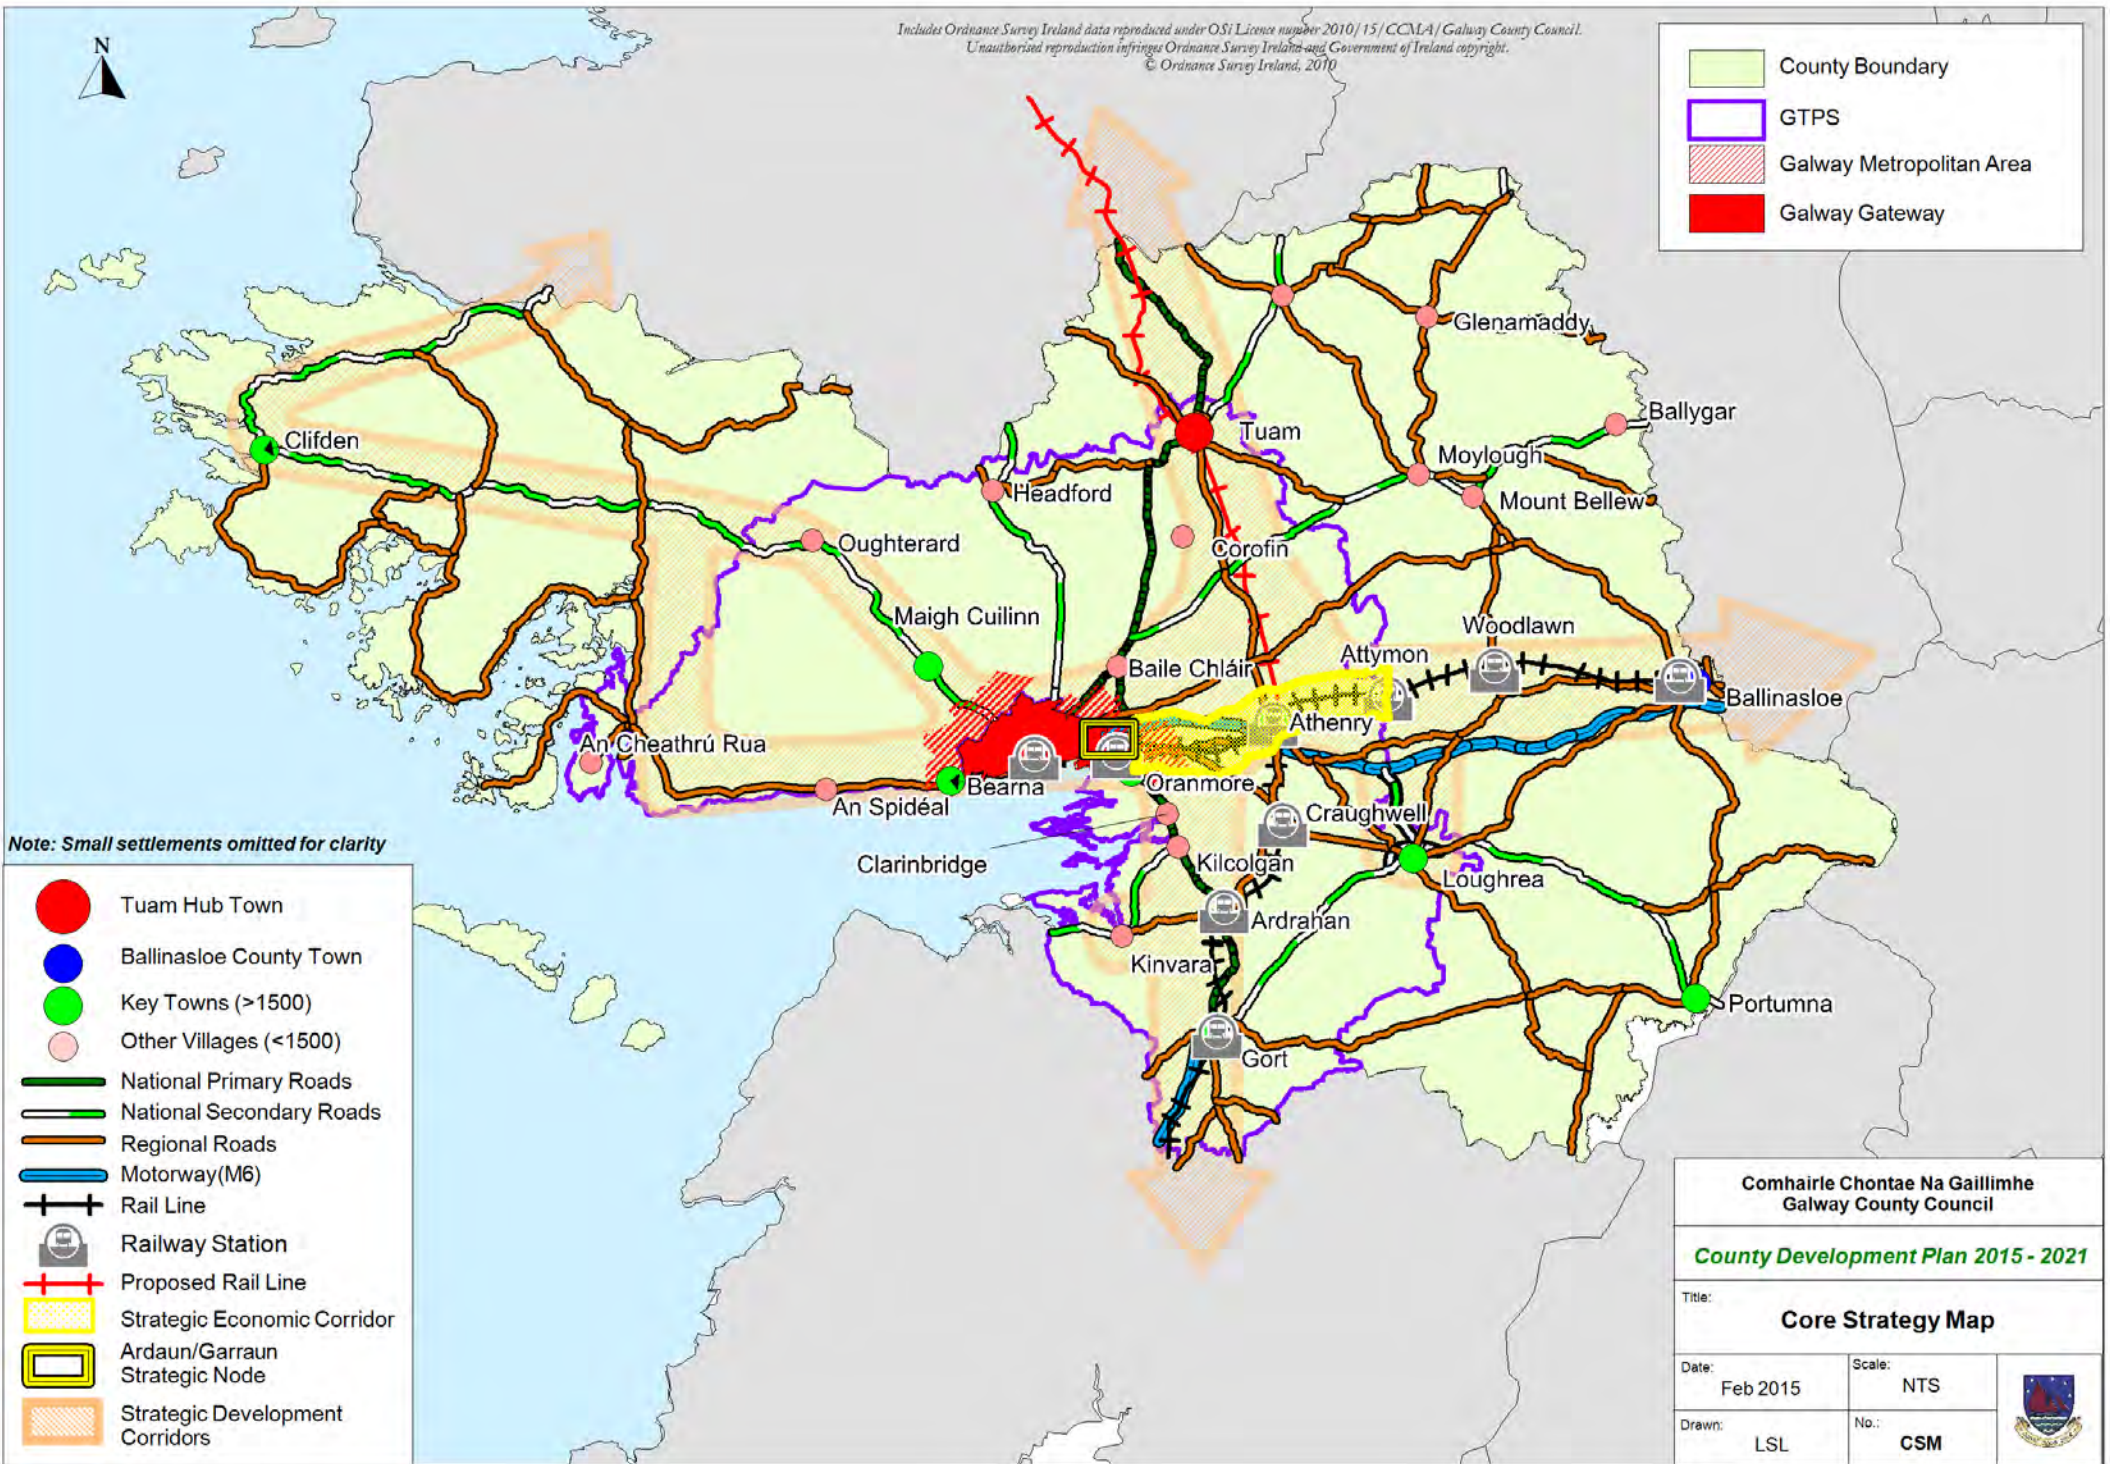 Includes Ordnance Survey Ireland data reproduced under OSi Licence number 2010/15/CCMA/Galway County Council.
Unauthorised reproduction infringes Ordnance Survey Ireland and Government of Ireland copyright.
© Ordnance Survey Ireland, 2010
N
County Boundary
GTPS
Galway Metropolitan Area
Galway Gateway
Glenamaddy
Ballygar
Clifden
Tuam
Moylough
Headford
Mount Bellew
Oughterard
Corofin
Maigh Cuilinn
Woodlawn
Attymon
Baile Chláir
Ballinasloe
Athenry
An Cheathrú Rua
Oranmore
Bearna
An Spidéal
Craughwell
Clarinbridge
Kilcolgan
Loughrea
Ardrahan
Kinvara
Portumna
Gort
Note: Small settlements omitted for clarity
Tuam Hub Town
Ballinasloe County Town
Key Towns (>1500)
Other Villages (<1500)
National Primary Roads
National Secondary Roads
Regional Roads
Motorway(M6)
Rail Line
Railway Station
Proposed Rail Line
Strategic Economic Corridor
Ardaun/Garraun
Strategic Node
Strategic Development
Corridors
Comhairle Chontae Na Gaillimhe
Galway County Council
County Development Plan 2015 - 2021
Title:
Core Strategy Map
Date:
Feb 2015
Scale:
NTS
Drawn:
LSL
No.:
CSM